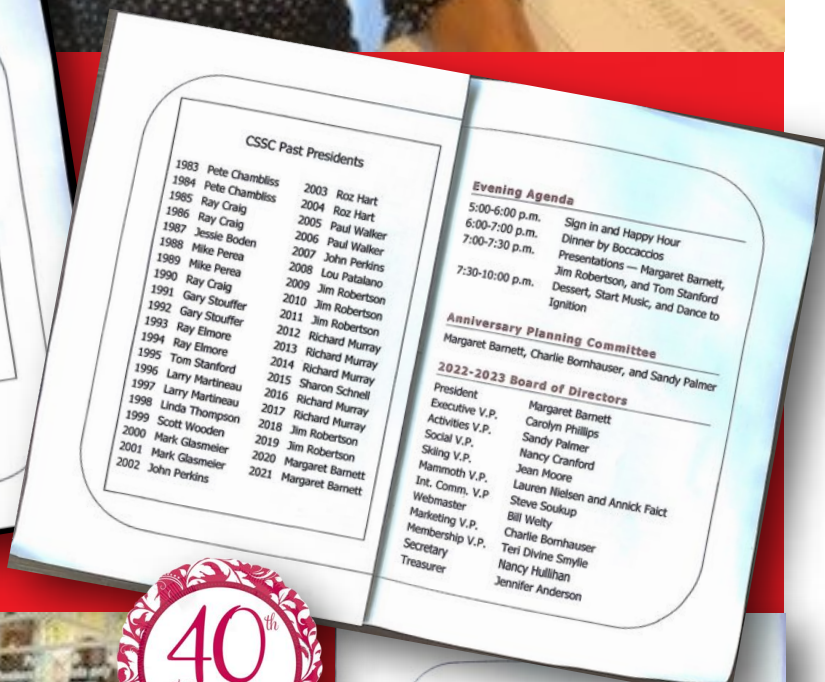 CSSC Past Presidents
1983 Pete Chambliss
1984 Pete Chambliss
1985 Ray Craig
1986 Ray Craig
1987 Jessie Boden
1988 Mike Perea
1989 Mike Perea
1990 Ray Craig
1991 Gary Stouffer
1992 Gary Stouffer
1993 Ray Elmore
1994 Ray Elmore
1995 Tom Stanford
1996 Larry Martineau
1997 Larry Martineau
1998 Linda Thompson
1999 Scott Wooden
2000 Mark Glasmeier
2001 Mark Glasmeier
2002 John Perkins
2003 Roz Hart
2004 Roz Hart
2005 Paul Walker
2006 Paul Walker
2007 John Perkins
2008 Lou Patalano
2009 Jim Robertson
2010 Jim Robertson
2011 Jim Robertson
2012 Richard Murray
2013 Richard Murray
2014 Richard Murray
2015 Sharon Schnell
2016 Richard Murray
2017 Richard Murray
2018 Jim Robertson
2019 Jim Robertson
2020 Margaret Barnett
2021 Margaret Barnett
Evening Agenda
5:00-6:00 p.m. Sign in and Happy Hour
6:00-7:00 p.m. Dinner by Boccaccios
7:00-7:30 p.m. Presentations — Margaret Barnett,
Jim Robertson, and Tom Stanford
7:30-10:00 p.m. Dessert, Start Music, and Dance to
Ignition
Anniversary Planning Committee
Margaret Barnett, Charlie Bornhauser, and Sandy Palmer
2022-2023 Board of Directors
President Margaret Barnett
Executive V.P. Carolyn Phillips
Activities V.P. Sandy Palmer
Social V.P. Nancy Cranford
Skiing V.P. Jean Moore
Mammoth V.P. Lauren Nielsen and Annick Faict
Int. Comm. V.P Steve Soukup
Webmaster Bill Welty
Marketing V.P. Charlie Bornhauser
Membership V.P. Teri Divine Smylie
Secretary Nancy Hullihan
Treasurer Jennifer Anderson
40th